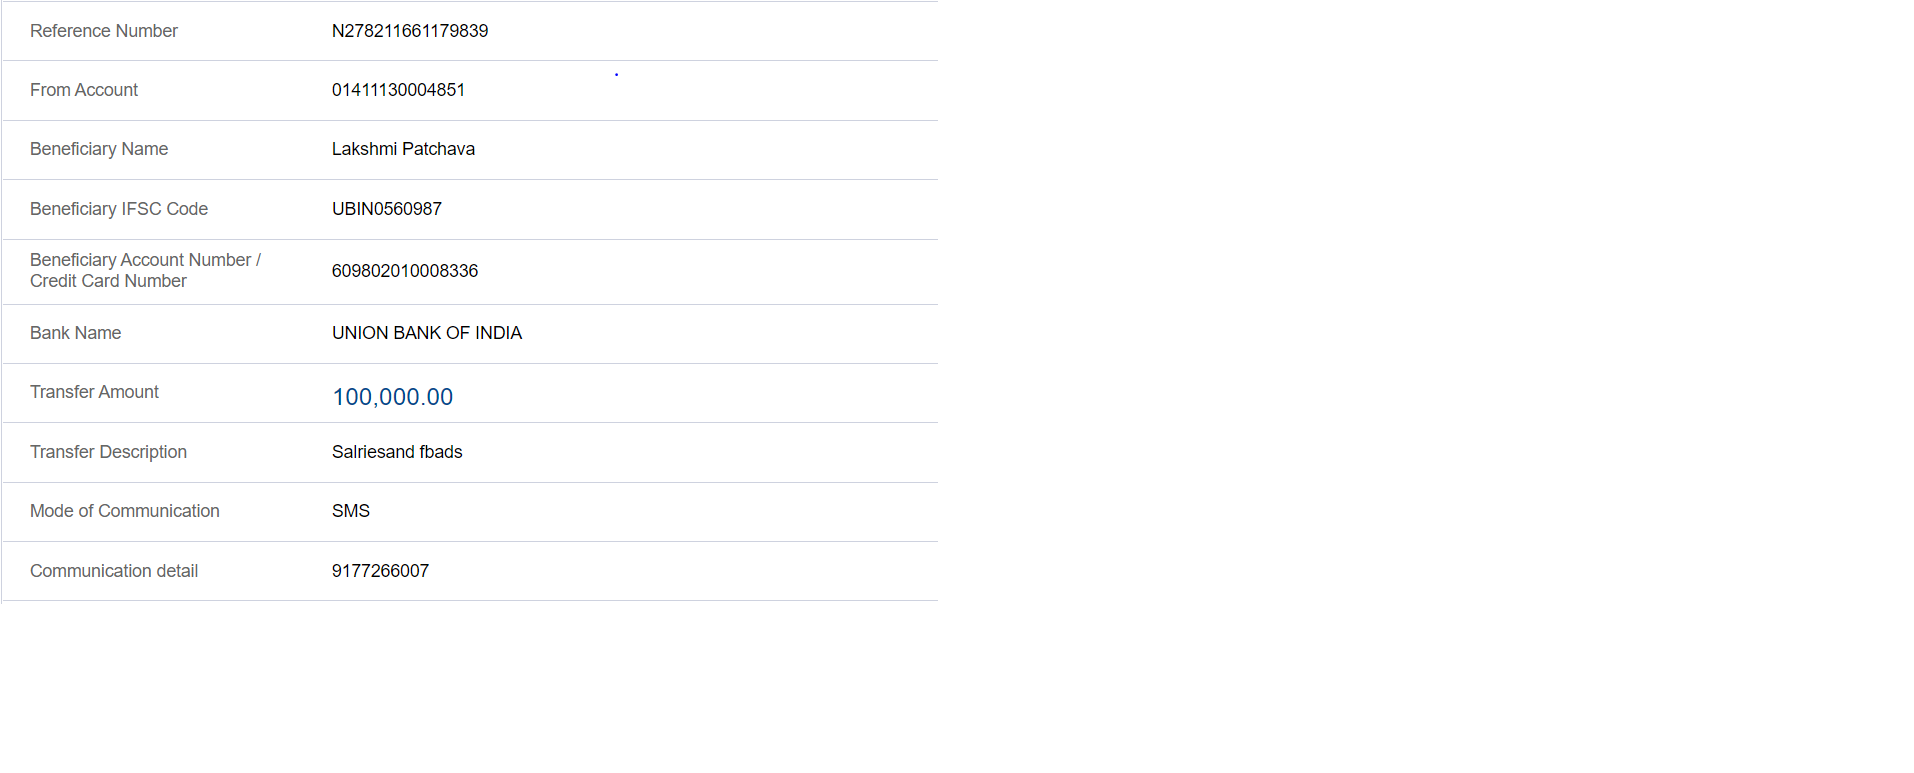 Reference Number N278211661179839
From Account 01411130004851
Beneficiary Name Lakshmi Patchava
Beneficiary IFSC Code UBIN0560987
Beneficiary Account Number /
Credit Card Number 609802010008336
Bank Name UNION BANK OF INDIA
Transfer Amount 100,000.00
Transfer Description Salriesand fbads
Mode of Communication SMS
Communication detail 9177266007